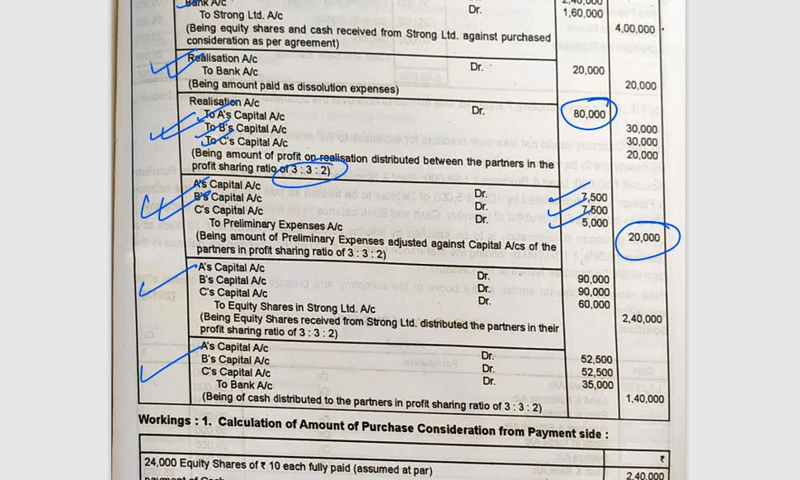 Bank A/c Dr. 2,40,000
To Strong Ltd. A/c 1,60,000
(Being equity shares and cash received from Strong Ltd. against purchased 4,00,000
consideration as per agreement)
Realisation A/c Dr. 20,000
To Bank A/c 20,000
(Being amount paid as dissolution expenses)
Realisation A/c Dr. 80,000
To A's Capital A/c 30,000
To B's Capital A/c 30,000
To C's Capital A/c 20,000
(Being amount of profit on realisation distributed between the partners in the
profit sharing ratio of 3 : 3 : 2)
A's Capital A/c Dr. 7,500
B's Capital A/c Dr. 7,500
C's Capital A/c Dr. 5,000
To Preliminary Expenses A/c 20,000
(Being amount of Preliminary Expenses adjusted against Capital A/cs of the
partners in profit sharing ratio of 3 : 3 : 2)
A's Capital A/c Dr. 90,000
B's Capital A/c Dr. 90,000
C's Capital A/c Dr. 60,000
To Equity Shares in Strong Ltd. A/c 2,40,000
(Being Equity Shares received from Strong Ltd. distributed the partners in their
profit sharing ratio of 3 : 3 : 2)
A's Capital A/c Dr. 52,500
B's Capital A/c Dr. 52,500
C's Capital A/c Dr. 35,000
To Bank A/c 1,40,000
(Being of cash distributed to the partners in profit sharing ratio of 3 : 3 : 2)
Workings : 1. Calculation of Amount of Purchase Consideration from Payment side :
₹
24,000 Equity Shares of ₹ 10 each fully paid (assumed at par) 2,40,000